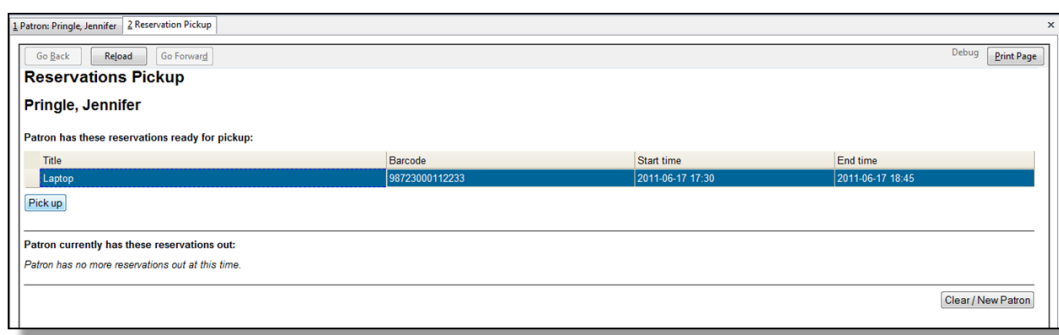 1 Patron: Pringle, Jennifer 2 Reservation Pickup x
Go Back Reload Go Forward Debug Print Page
Reservations Pickup
Pringle, Jennifer
Patron has these reservations ready for pickup:
Title Barcode Start time End time
Laptop 98723000112233 2011-06-17 17:30 2011-06-17 18:45
Pick up
Patron currently has these reservations out:
Patron has no more reservations out at this time.
Clear / New Patron